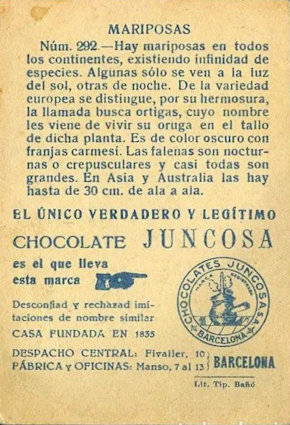 MARIPOSAS
Núm. 292.—Hay mariposas en todos
los continentes, existiendo infinidad de
especies. Algunas sólo se ven a la luz
del sol, otras de noche. De la variedad
europea se distingue, por su hermosura,
la llamada busca ortigas, cuyo nombre
les viene de vivir su oruga en el tallo
de dicha planta. Es de color oscuro con
franjas carmesí. Las falenas son noctur-
nas o crepusculares y casi todas son
grandes. En Asia y Australia las hay
hasta de 30 cm. de ala a ala.
EL ÚNICO VERDADERO Y LEGÍTIMO
CHOCOLATE JUNCOSA
es el que lleva
esta marca
CHOCOLATES JUNCOSA S.A.
MARCA REGISTRADA
BARCELONA
Desconfiad y rechazad imi-
taciones de nombre similar
CASA FUNDADA EN 1835
DESPACHO CENTRAL: Fivaller, 10
FÁBRICA y OFICINAS: Manso, 7 al 13
BARCELONA
Lit. Tip. Bañó